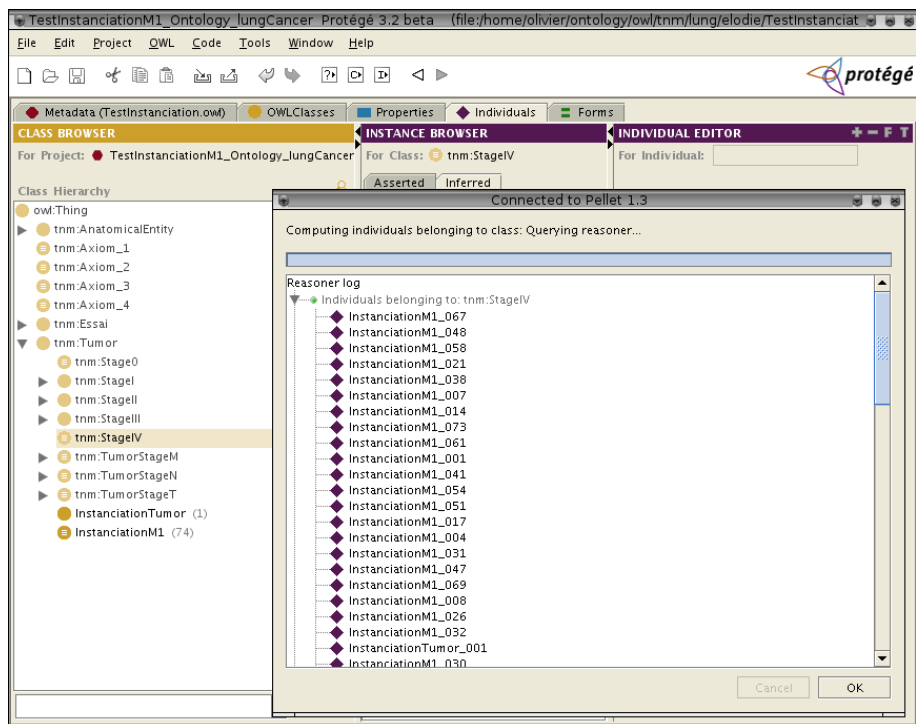 TestInstanciationM1_Ontology_lungCancer Protégé 3.2 beta (file:/home/olivier/ontology/owl/tnm/lung/elodie/TestInstanciat
File Edit Project OWL Code Tools Window Help
protégé
Metadata (TestInstanciation.owl) OWLClasses Properties Individuals Forms
CLASS BROWSER INSTANCE BROWSER INDIVIDUAL EDITOR F T
For Project: TestInstanciationM1_Ontology_lungCancer For Class: tnm:StageIV For Individual:
Asserted Inferred
Class Hierarchy
owl:Thing
tnm:AnatomicalEntity
tnm:Axiom_1
tnm:Axiom_2
tnm:Axiom_3
tnm:Axiom_4
tnm:Essai
tnm:Tumor
tnm:Stage0
tnm:StageI
tnm:StageII
tnm:StageIII
tnm:StageIV
tnm:TumorStageM
tnm:TumorStageN
tnm:TumorStageT
InstanciationTumor (1)
InstanciationM1 (74)
Connected to Pellet 1.3
Computing individuals belonging to class: Querying reasoner...
Reasoner log
Individuals belonging to: tnm:StageIV
InstanciationM1_067
InstanciationM1_048
InstanciationM1_058
InstanciationM1_021
InstanciationM1_038
InstanciationM1_007
InstanciationM1_014
InstanciationM1_073
InstanciationM1_061
InstanciationM1_001
InstanciationM1_041
InstanciationM1_054
InstanciationM1_051
InstanciationM1_017
InstanciationM1_004
InstanciationM1_031
InstanciationM1_047
InstanciationM1_069
InstanciationM1_008
InstanciationM1_026
InstanciationM1_032
InstanciationTumor_001
InstanciationM1_030
Cancel OK